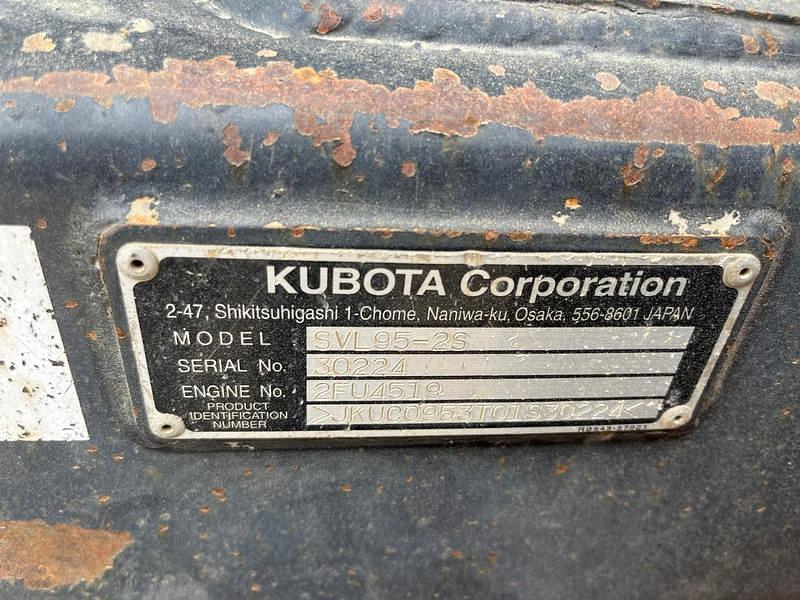 KUBOTA Corporation
2-47, Shikitsuhigashi 1-Chome, Naniwa-ku, Osaka, 556-8601 JAPAN
MODEL SVL95-2S
SERIAL No. 30224
ENGINE No. 2FU4519
PRODUCT IDENTIFICATION NUMBER >JKUC0953T01S30224<